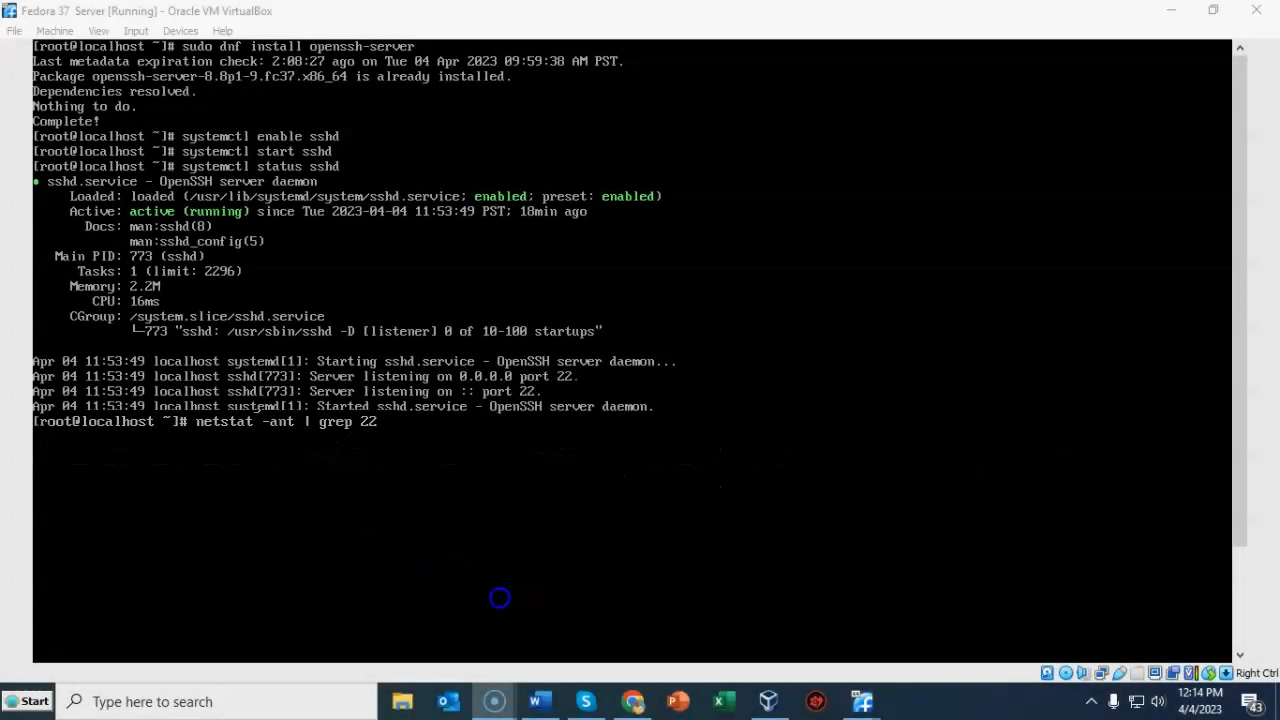 Fedora 37 Server [Running] - Oracle VM VirtualBox
File Machine View Input Devices Help
[root@localhost ~]# sudo dnf install openssh-server
Last metadata expiration check: 2:08:27 ago on Tue 04 Apr 2023 09:59:38 AM PST.
Package openssh-server-8.8p1-9.fc37.x86_64 is already installed.
Dependencies resolved.
Nothing to do.
Complete!
[root@localhost ~]# systemctl enable sshd
[root@localhost ~]# systemctl start sshd
[root@localhost ~]# systemctl status sshd
● sshd.service - OpenSSH server daemon
Loaded: loaded (/usr/lib/systemd/system/sshd.service; enabled; preset: enabled)
Active: active (running) since Tue 2023-04-04 11:53:49 PST; 18min ago
Docs: man:sshd(8)
man:sshd_config(5)
Main PID: 773 (sshd)
Tasks: 1 (limit: 2296)
Memory: 2.2M
CPU: 16ms
CGroup: /system.slice/sshd.service
└─773 "sshd: /usr/sbin/sshd -D [listener] 0 of 10-100 startups"
Apr 04 11:53:49 localhost systemd[1]: Starting sshd.service - OpenSSH server daemon...
Apr 04 11:53:49 localhost sshd[773]: Server listening on 0.0.0.0 port 22.
Apr 04 11:53:49 localhost sshd[773]: Server listening on :: port 22.
Apr 04 11:53:49 localhost systemd[1]: Started sshd.service - OpenSSH server daemon.
[root@localhost ~]# netstat -ant | grep 22
Right Ctrl
Start
Type here to search
12:14 PM
4/4/2023
43